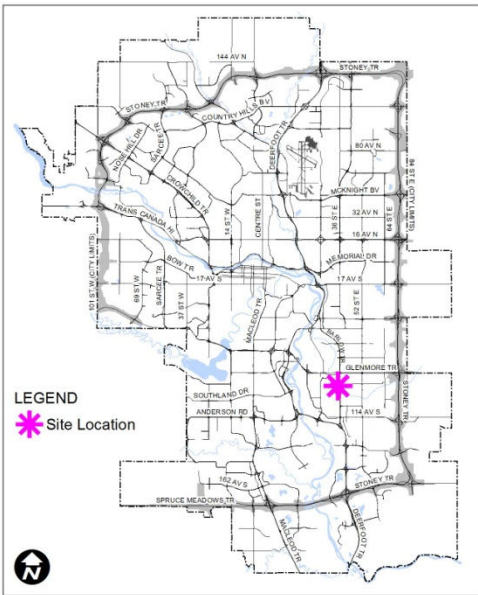 144 AV N
STONEY TR
STONEY TR
COUNTRY HILLS BV
DEERFOOT TR
NOSE HILL DR
SARCEE TR
80 AV N
CROWCHILD TR
MCKNIGHT BV
84 ST E (CITY LIMITS)
TRANS CANADA HI
14 ST W
CENTRE ST
36 ST E
32 AV N
64 ST E
16 AV N
101 ST W (CITY LIMITS)
BOW TR
MEMORIAL DR
17 AV S
17 AV S
69 ST W
SARCEE TR
37 ST W
MACLEOD TR
52 ST E
BARLOW TR
GLENMORE TR
LEGEND
Site Location
SOUTHLAND DR
ANDERSON RD
114 AV S
STONEY TR
162 AV S
STONEY TR
SPRUCE MEADOWS TR
MACLEOD TR
DEERFOOT TR
N